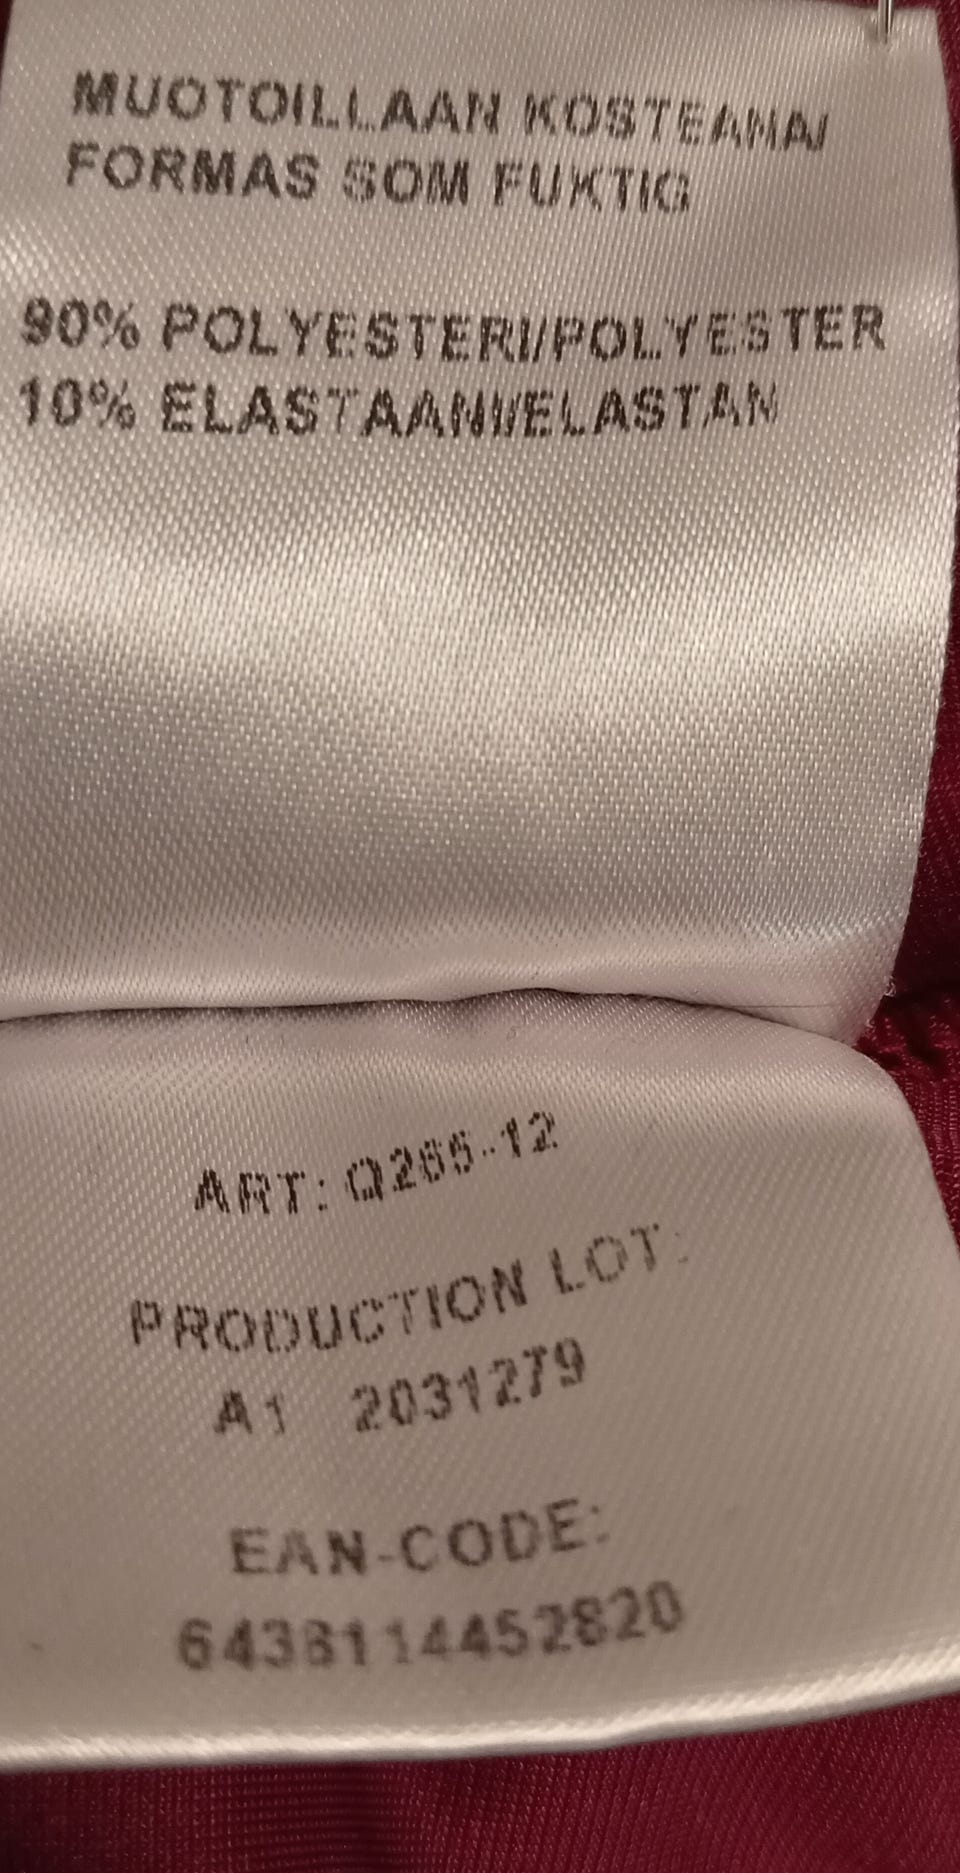 MUOTOILLAAN KOSTEANA/
FORMAS SOM FUKTIG
90% POLYESTERI/POLYESTER
10% ELASTAANI/ELASTAN
ART: Q265-12
PRODUCTION LOT:
A1 2031279
EAN-CODE:
6438114452820